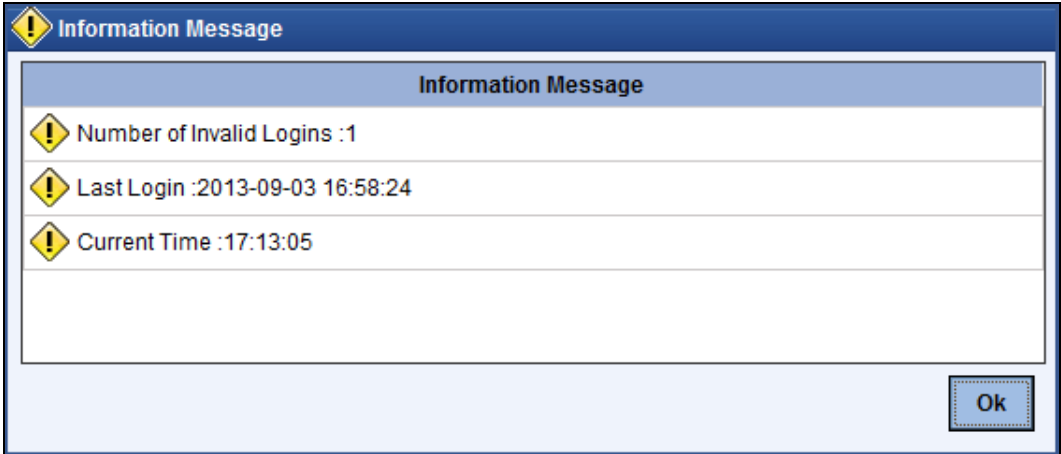 Information Message
Information Message
Number of Invalid Logins :1
Last Login :2013-09-03 16:58:24
Current Time :17:13:05
Ok